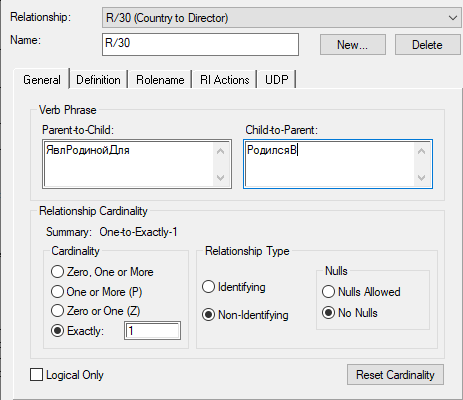 Relationship: R/30 (Country to Director)
Name: R/30 New... Delete
General Definition Rolename RI Actions UDP
Verb Phrase
Parent-to-Child: Child-to-Parent:
ЯвлРодинойДля РодилсяВ
Relationship Cardinality
Summary: One-to-Exactly-1
Cardinality Relationship Type
Zero, One or More Identifying Nulls
One or More (P) Nulls Allowed
Zero or One (Z) Non-Identifying No Nulls
Exactly: 1
Logical Only Reset Cardinality